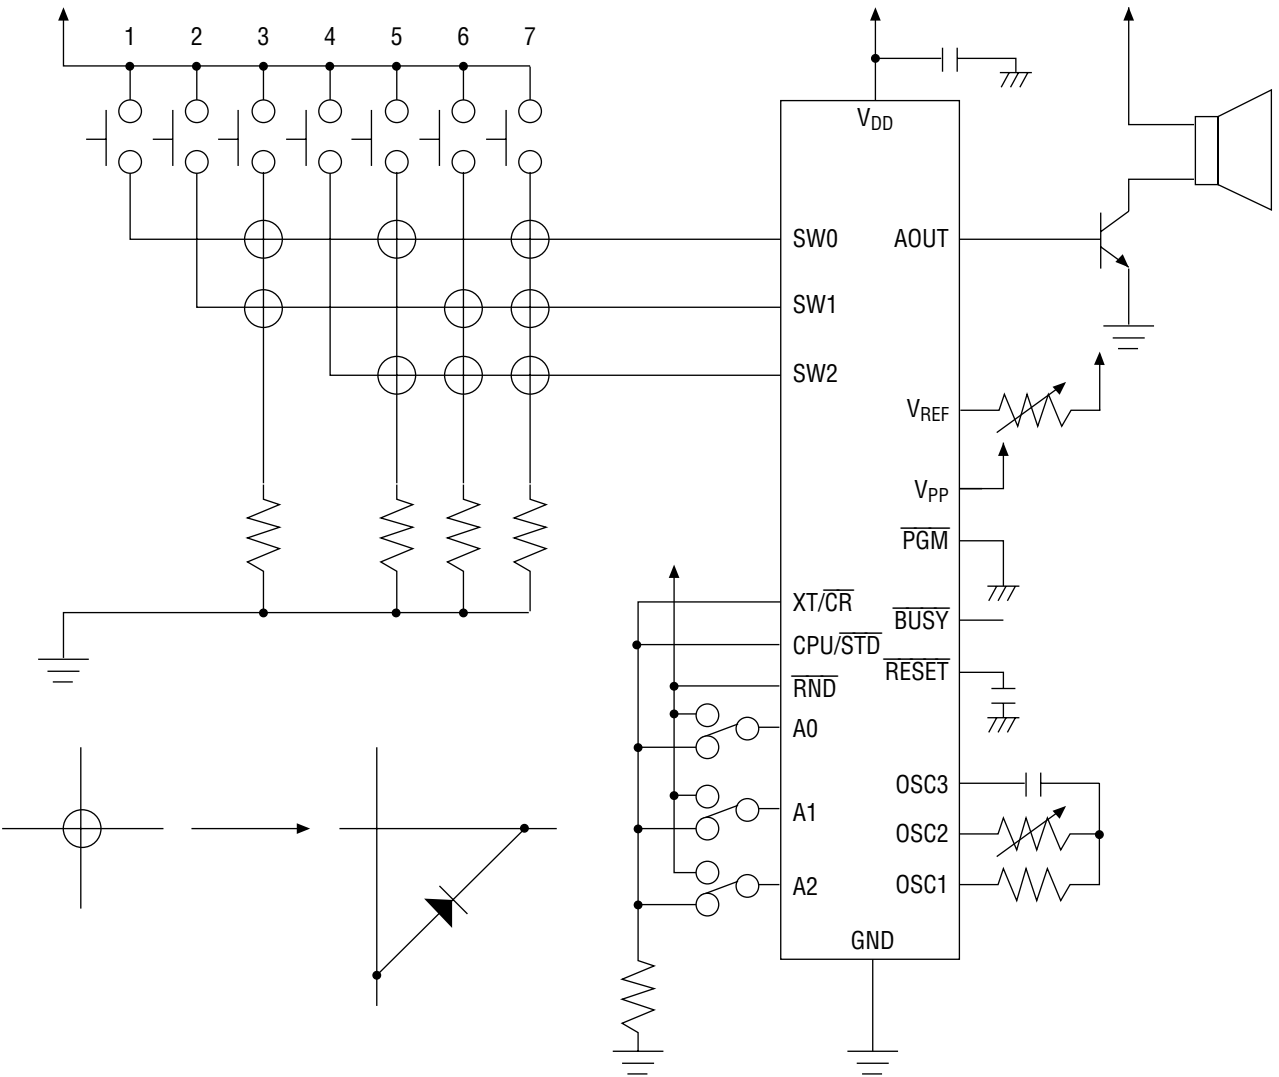 1 2 3 4 5 6 7
VDD
SW0 AOUT
SW1
SW2
VREF
VPP
PGM
XT/CR
BUSY
CPU/STD
RESET
RND
A0
OSC3
A1
OSC2
A2 OSC1
GND